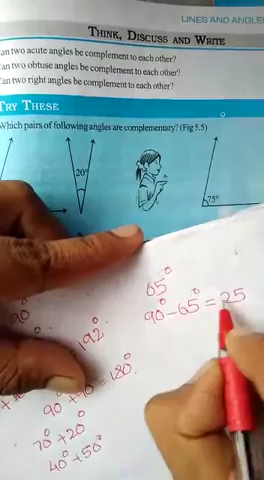 LINES AND ANGLES
THINK, DISCUSS AND WRITE
an two acute angles be complement to each other?
an two obtuse angles be complement to each other?
an two right angles be complement to each other?
TRY THESE
Which pairs of following angles are complementary? (Fig 5.5)
20°
75°
65°
90° - 65° = 25
90°
192°
90° + 90° = 180°
70° + 20°
40° + 50°